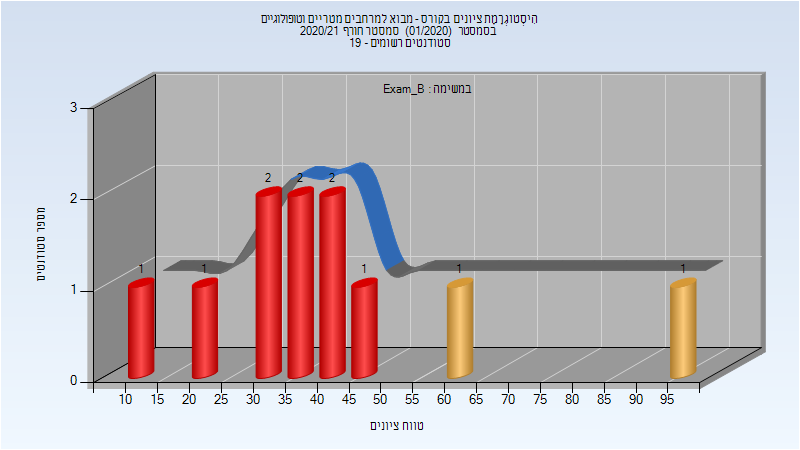 הִיסְטוֹגְרָמַת ציונים בקורס - מבוא למרחבים מטריים וטופולוגיים
בסמסטר (01/2020) סמסטר חורף 2020/21
סטודנטים רשומים - 19
במשימה : Exam_B
מספר סטודנטים
3
2
1
0
1
1
2
2
2
1
1
1
10 15 20 25 30 35 40 45 50 55 60 65 70 75 80 85 90 95
טווח ציונים